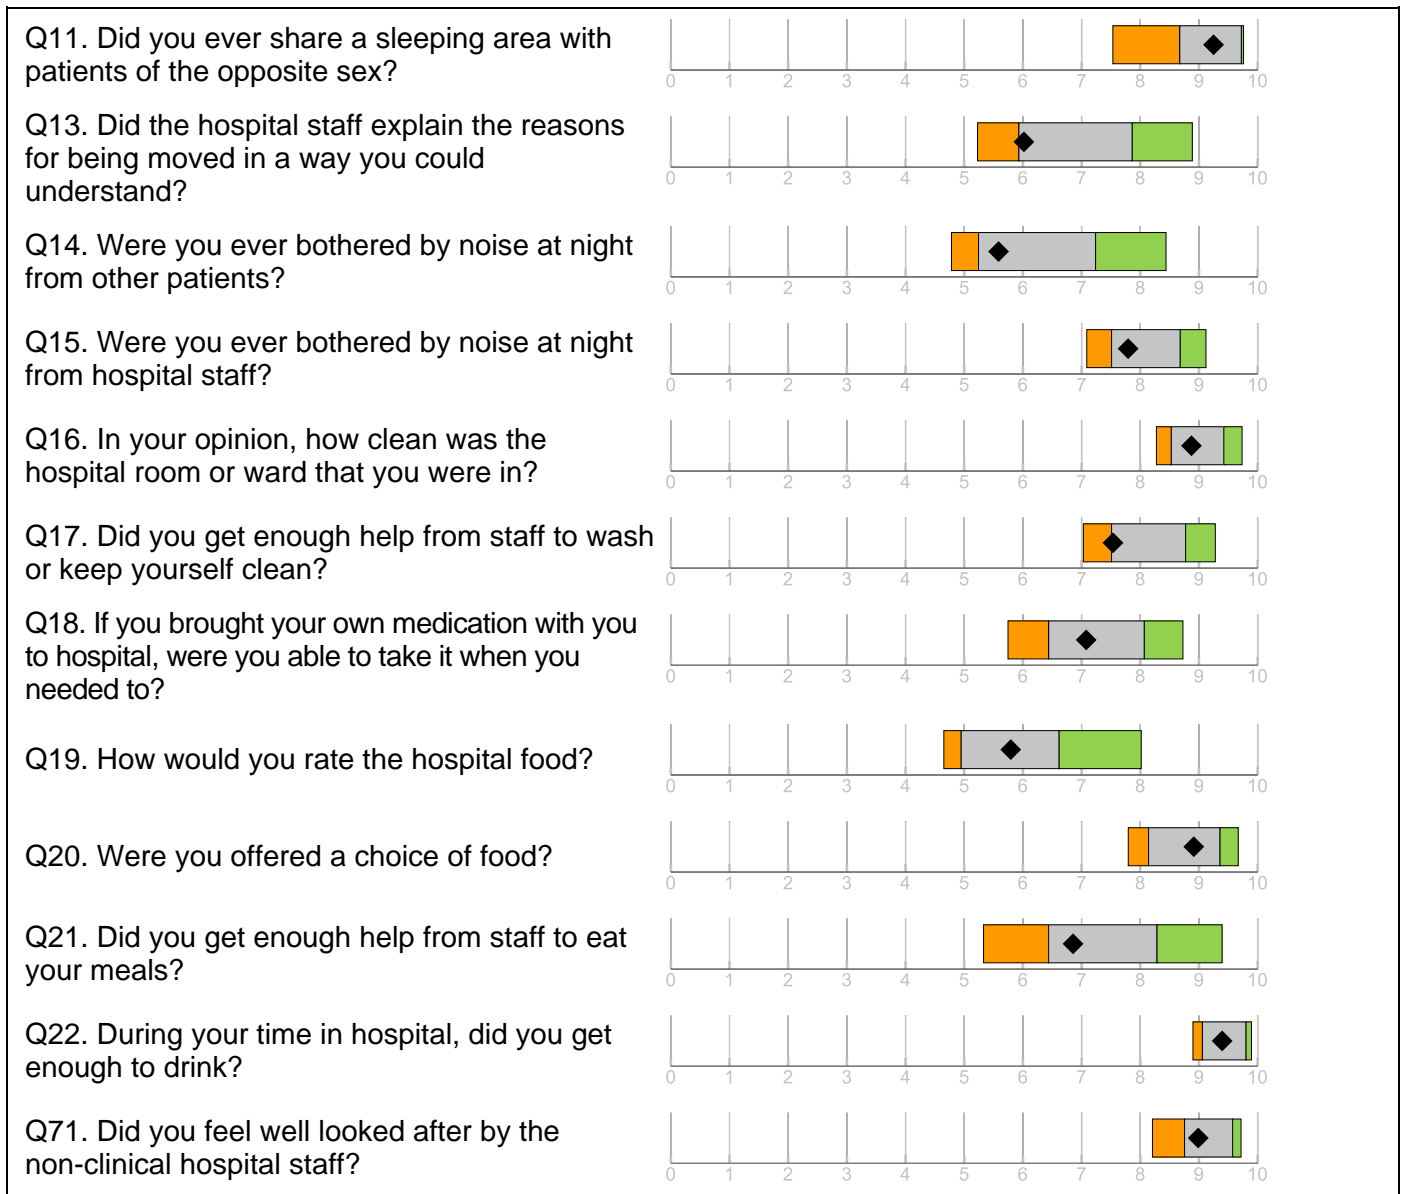 Q11. Did you ever share a sleeping area with
patients of the opposite sex?
0 1 2 3 4 5 6 7 8 9 10
Q13. Did the hospital staff explain the reasons
for being moved in a way you could
understand?
0 1 2 3 4 5 6 7 8 9 10
Q14. Were you ever bothered by noise at night
from other patients?
0 1 2 3 4 5 6 7 8 9 10
Q15. Were you ever bothered by noise at night
from hospital staff?
0 1 2 3 4 5 6 7 8 9 10
Q16. In your opinion, how clean was the
hospital room or ward that you were in?
0 1 2 3 4 5 6 7 8 9 10
Q17. Did you get enough help from staff to wash
or keep yourself clean?
0 1 2 3 4 5 6 7 8 9 10
Q18. If you brought your own medication with you
to hospital, were you able to take it when you
needed to?
0 1 2 3 4 5 6 7 8 9 10
Q19. How would you rate the hospital food?
0 1 2 3 4 5 6 7 8 9 10
Q20. Were you offered a choice of food?
0 1 2 3 4 5 6 7 8 9 10
Q21. Did you get enough help from staff to eat
your meals?
0 1 2 3 4 5 6 7 8 9 10
Q22. During your time in hospital, did you get
enough to drink?
0 1 2 3 4 5 6 7 8 9 10
Q71. Did you feel well looked after by the
non-clinical hospital staff?
0 1 2 3 4 5 6 7 8 9 10